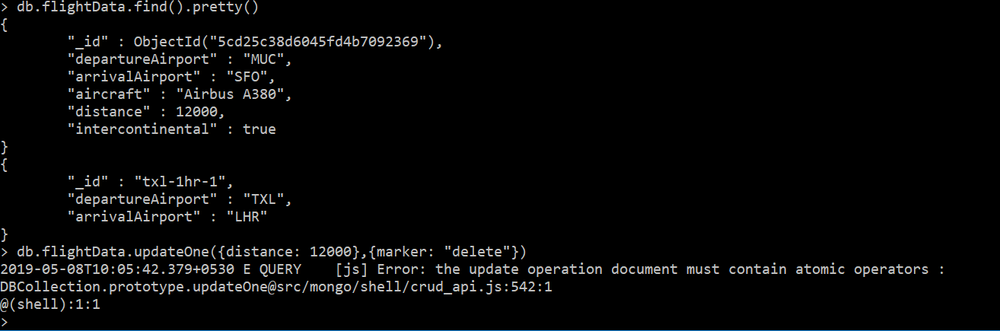 > db.flightData.find().pretty()
{
        "_id" : ObjectId("5cd25c38d6045fd4b7092369"),
        "departureAirport" : "MUC",
        "arrivalAirport" : "SFO",
        "aircraft" : "Airbus A380",
        "distance" : 12000,
        "intercontinental" : true
}
{
        "_id" : "txl-1hr-1",
        "departureAirport" : "TXL",
        "arrivalAirport" : "LHR"
}
> db.flightData.updateOne({distance: 12000},{marker: "delete"})
2019-05-08T10:05:42.379+0530 E QUERY    [js] Error: the update operation document must contain atomic operators :
DBCollection.prototype.updateOne@src/mongo/shell/crud_api.js:542:1
@(shell):1:1
>